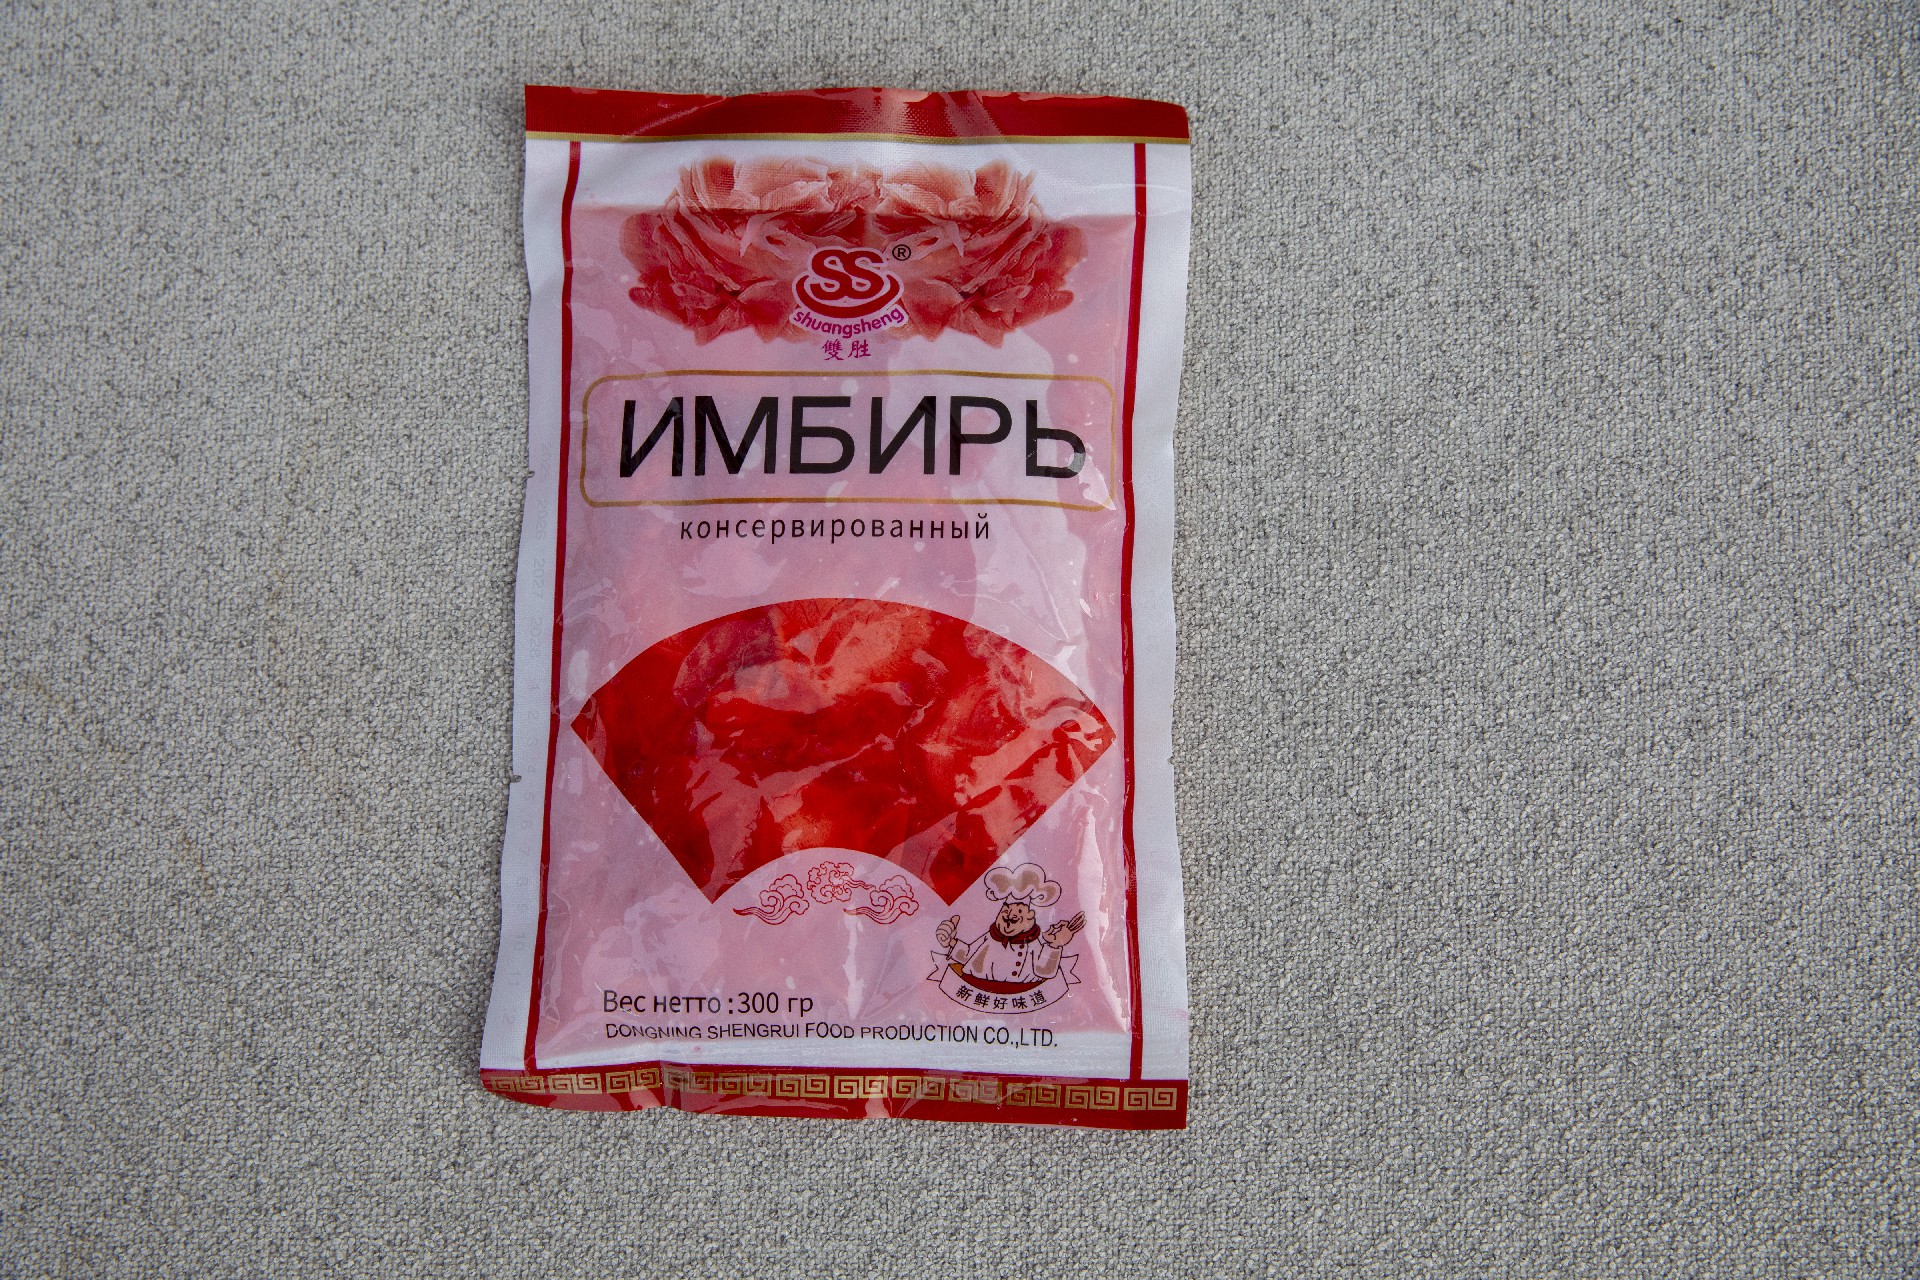 SS ®
shuangsheng
雙胜
ИМБИРЬ
консервированный
新鲜好味道
Вес нетто :300 гр
DONGNING SHENGRUI FOOD PRODUCTION CO.,LTD.